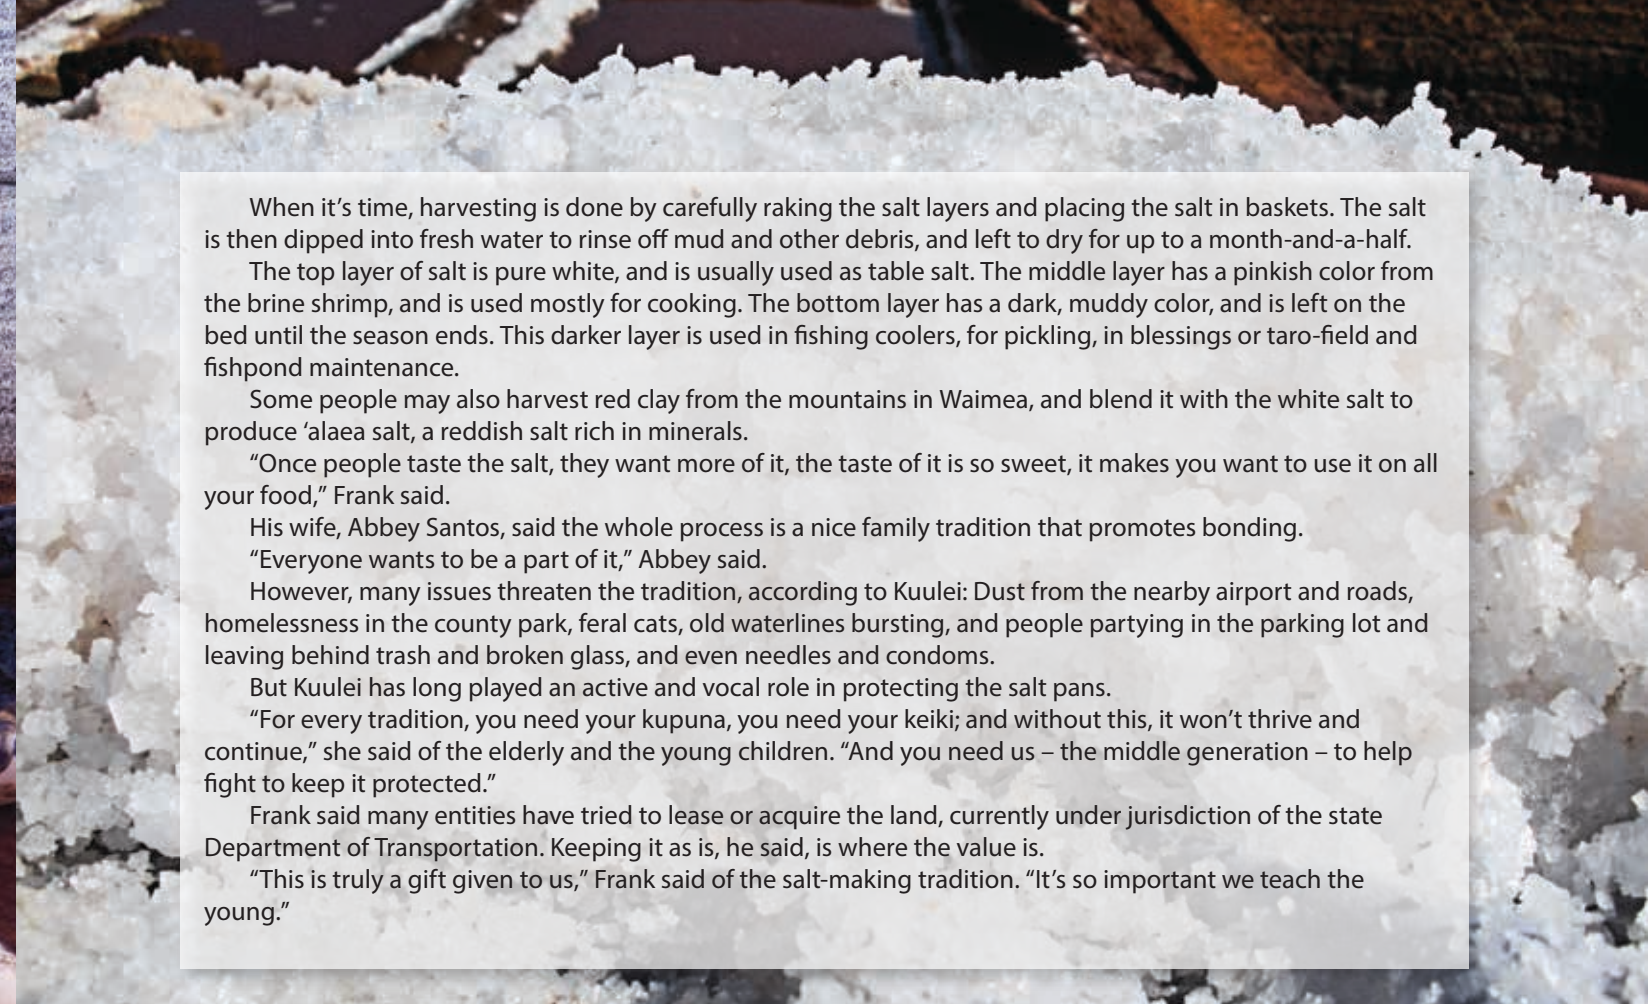 When it’s time, harvesting is done by carefully raking the salt layers and placing the salt in baskets. The salt
is then dipped into fresh water to rinse off mud and other debris, and left to dry for up to a month-and-a-half.
The top layer of salt is pure white, and is usually used as table salt. The middle layer has a pinkish color from
the brine shrimp, and is used mostly for cooking. The bottom layer has a dark, muddy color, and is left on the
bed until the season ends. This darker layer is used in fishing coolers, for pickling, in blessings or taro-field and
fishpond maintenance.
Some people may also harvest red clay from the mountains in Waimea, and blend it with the white salt to
produce ‘alaea salt, a reddish salt rich in minerals.
“Once people taste the salt, they want more of it, the taste of it is so sweet, it makes you want to use it on all
your food,” Frank said.
His wife, Abbey Santos, said the whole process is a nice family tradition that promotes bonding.
“Everyone wants to be a part of it,” Abbey said.
However, many issues threaten the tradition, according to Kuulei: Dust from the nearby airport and roads,
homelessness in the county park, feral cats, old waterlines bursting, and people partying in the parking lot and
leaving behind trash and broken glass, and even needles and condoms.
But Kuulei has long played an active and vocal role in protecting the salt pans.
“For every tradition, you need your kupuna, you need your keiki; and without this, it won’t thrive and
continue,” she said of the elderly and the young children. “And you need us – the middle generation – to help
fight to keep it protected.”
Frank said many entities have tried to lease or acquire the land, currently under jurisdiction of the state
Department of Transportation. Keeping it as is, he said, is where the value is.
“This is truly a gift given to us,” Frank said of the salt-making tradition. “It’s so important we teach the
young.”